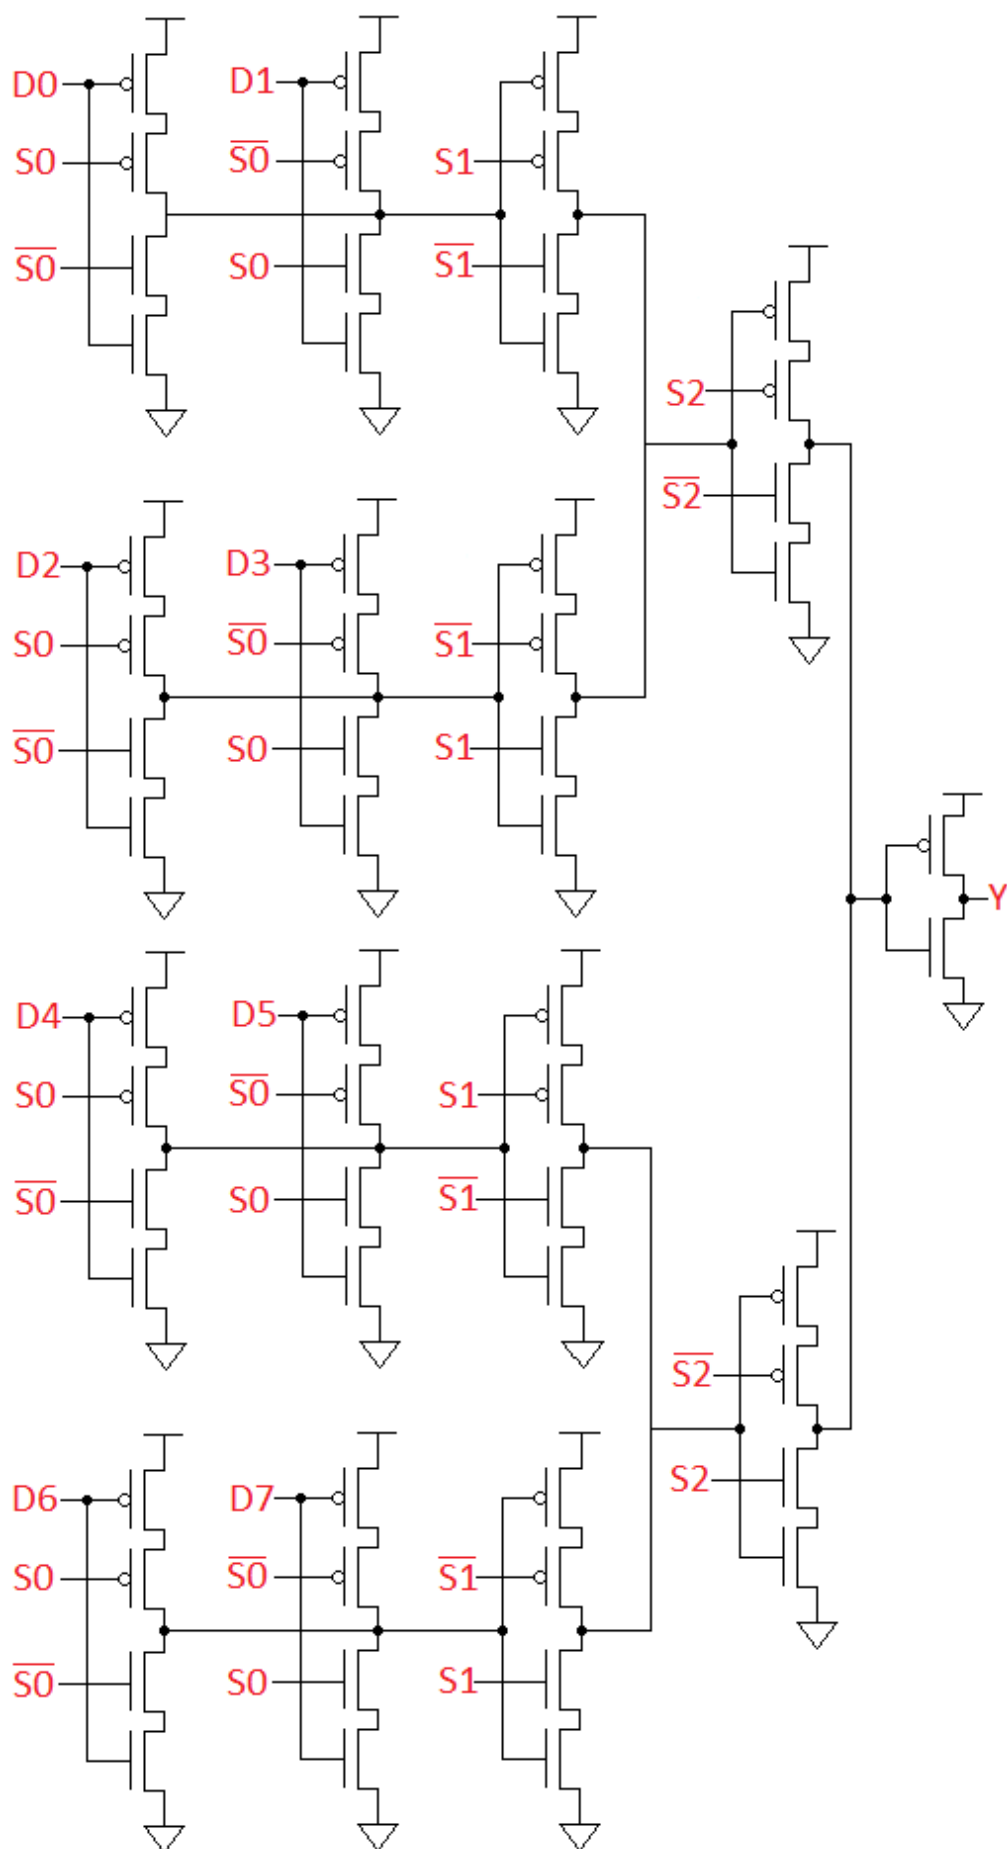 D0 D1
S0 S̅0̅ S1
S̅0̅ S0 S̅1̅
S2
S̅2̅
D2 D3
S0 S̅0̅ S̅1̅
S̅0̅ S0 S1
Y
D4 D5
S0 S̅0̅ S1
S̅0̅ S0 S̅1̅
S̅2̅
S2
D6 D7
S0 S̅0̅ S̅1̅
S̅0̅ S0 S1